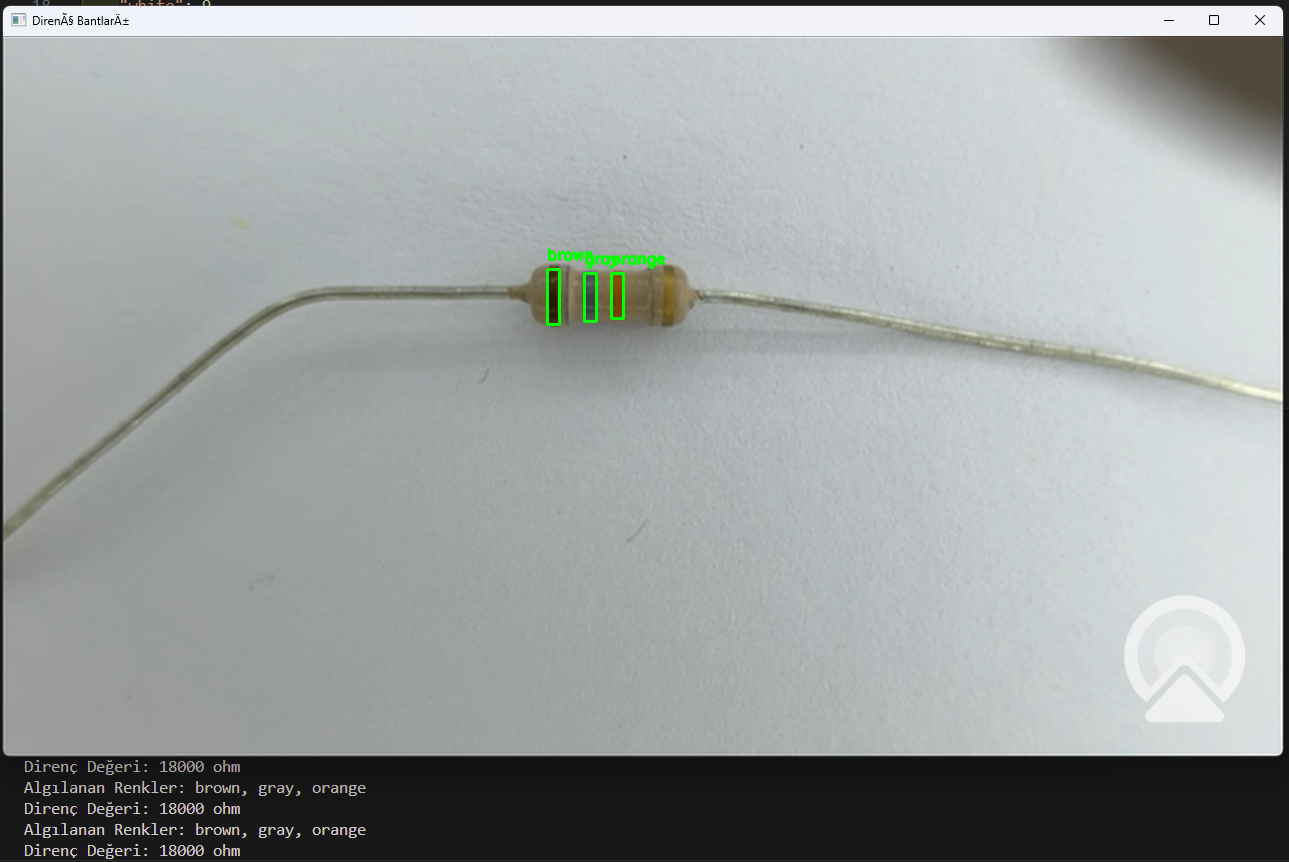 18 "white": 9
DirenÃ§ BantlarÄ±
brown
gray
orange
Direnç Değeri: 18000 ohm
Algılanan Renkler: brown, gray, orange
Direnç Değeri: 18000 ohm
Algılanan Renkler: brown, gray, orange
Direnç Değeri: 18000 ohm